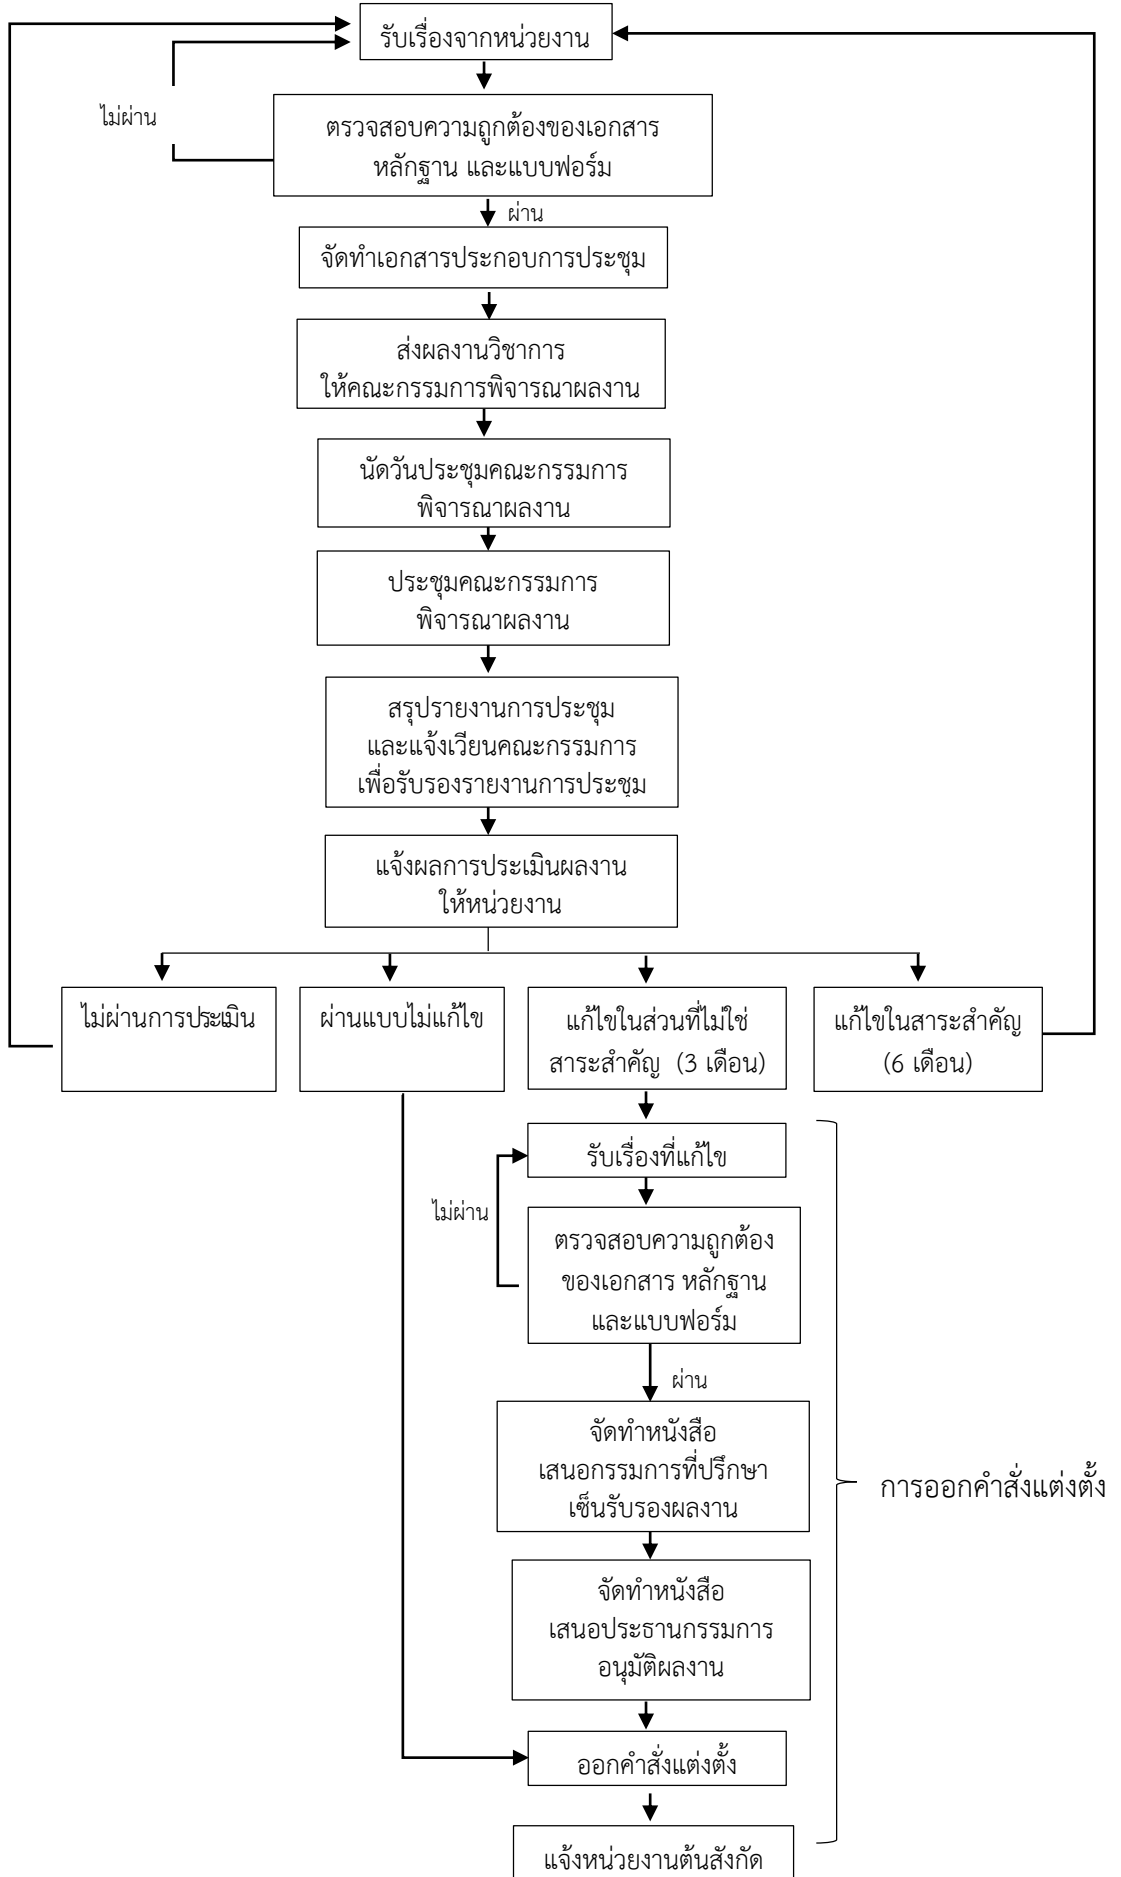 รับเรื่องจากหน่วยงาน
ไม่ผ่าน
ตรวจสอบความถูกต้องของเอกสาร
หลักฐาน และแบบฟอร์ม
ผ่าน
จัดทำเอกสารประกอบการประชุม
ส่งผลงานวิชาการ
ให้คณะกรรมการพิจารณาผลงาน
นัดวันประชุมคณะกรรมการ
พิจารณาผลงาน
ประชุมคณะกรรมการ
พิจารณาผลงาน
สรุปรายงานการประชุม
และแจ้งเวียนคณะกรรมการ
เพื่อรับรองรายงานการประชุม
แจ้งผลการประเมินผลงาน
ให้หน่วยงาน
ไม่ผ่านการประเมิน
ผ่านแบบไม่แก้ไข
แก้ไขในส่วนที่ไม่ใช่
สาระสำคัญ (3 เดือน)
แก้ไขในสาระสำคัญ
(6 เดือน)
รับเรื่องที่แก้ไข
ไม่ผ่าน
ตรวจสอบความถูกต้อง
ของเอกสาร หลักฐาน
และแบบฟอร์ม
ผ่าน
จัดทำหนังสือ
เสนอกรรมการที่ปรึกษา
เซ็นรับรองผลงาน
การออกคำสั่งแต่งตั้ง
จัดทำหนังสือ
เสนอประธานกรรมการ
อนุมัติผลงาน
ออกคำสั่งแต่งตั้ง
แจ้งหน่วยงานต้นสังกัด